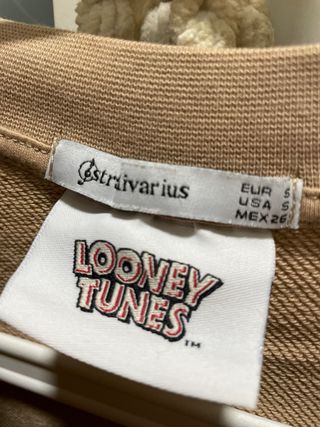 stradivarius
EUR S
USA S
MEX 26
LOONEY
TUNES
TM